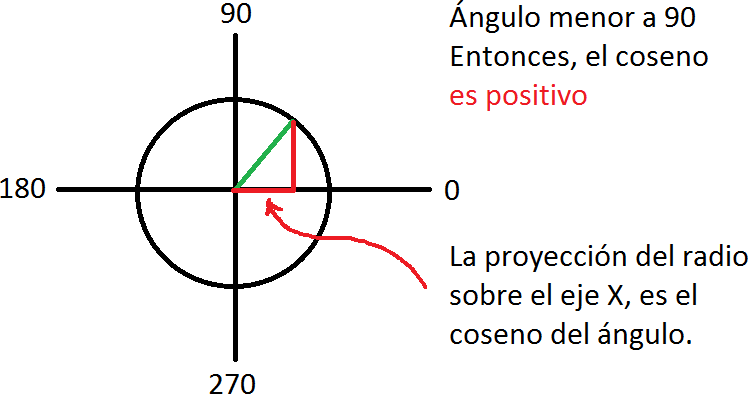 90
Ángulo menor a 90
Entonces, el coseno
es positivo
180
0
La proyección del radio
sobre el eje X, es el
coseno del ángulo.
270